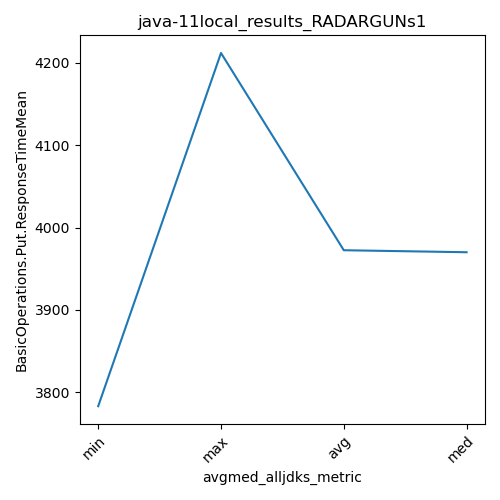 java-11local_results_RADARGUNs1
BasicOperations.Put.ResponseTimeMean
4200
4100
4000
3900
3800
min
max
avg
med
avgmed_alljdks_metric